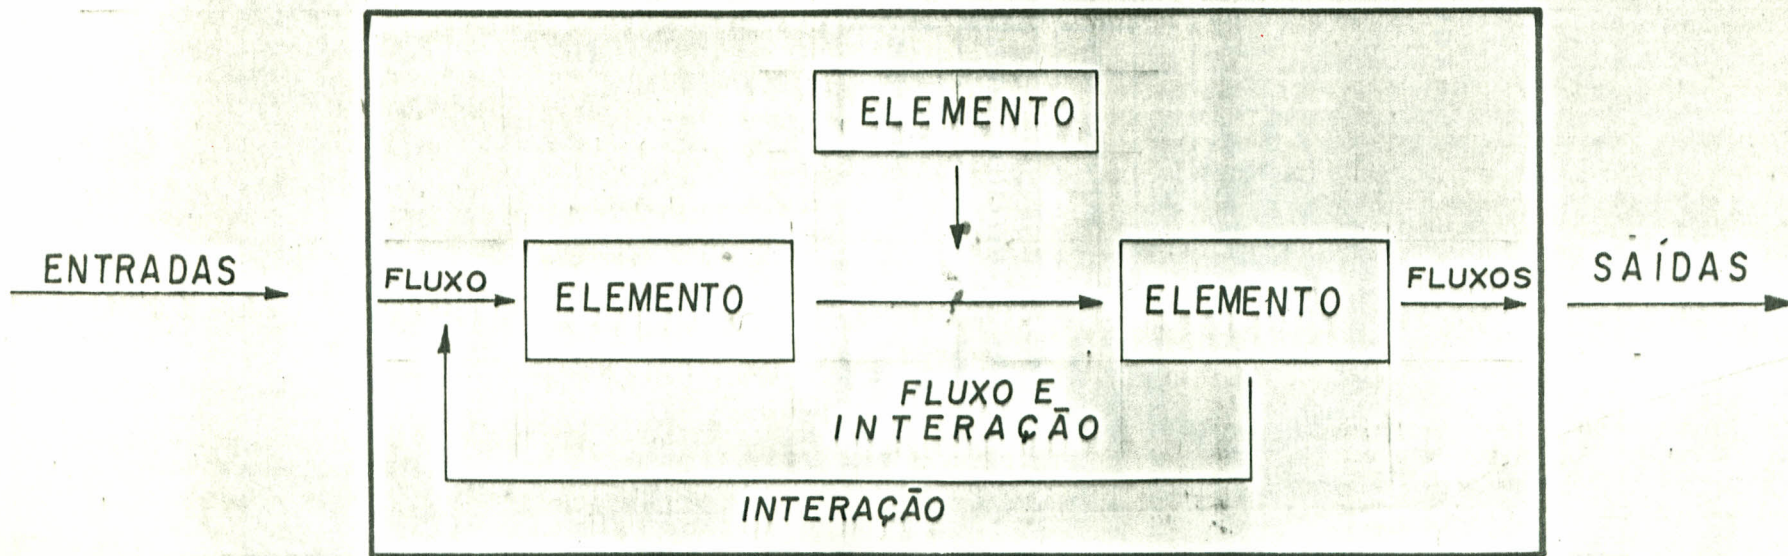 ELEMENTO
ENTRADAS
FLUXO
ELEMENTO
ELEMENTO
FLUXOS
SAÍDAS
FLUXO E
INTERAÇÃO
INTERAÇÃO